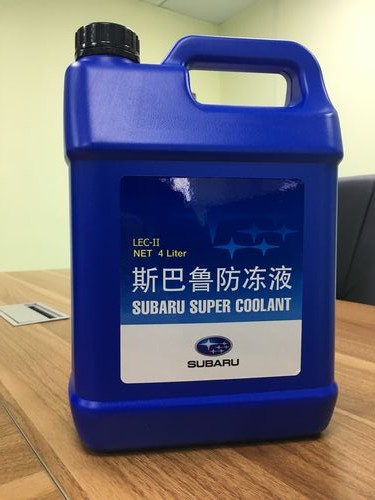 LEC-II
NET 4 Liter
斯巴鲁防冻液
SUBARU SUPER COOLANT
SUBARU